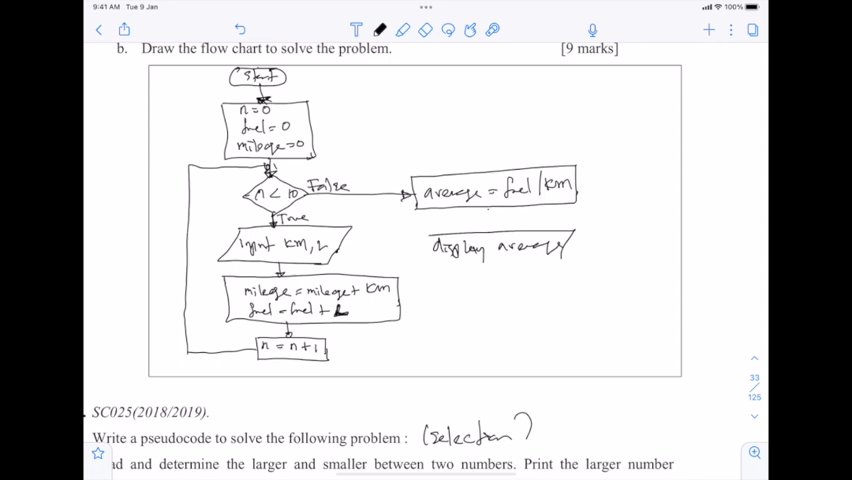 9:41 AM Tue 9 Jan
100%
b. Draw the flow chart to solve the problem. [9 marks]
Start
n=0
fuel=0
mileage=0
n < 10
False
average = fuel/km
True
input km, L
display average
mileage=mileage+ km
fuel=fuel+ L
n = n+1
33
125
. SC025(2018/2019).
Write a pseudocode to solve the following problem : (selection)
ad and determine the larger and smaller between two numbers. Print the larger number